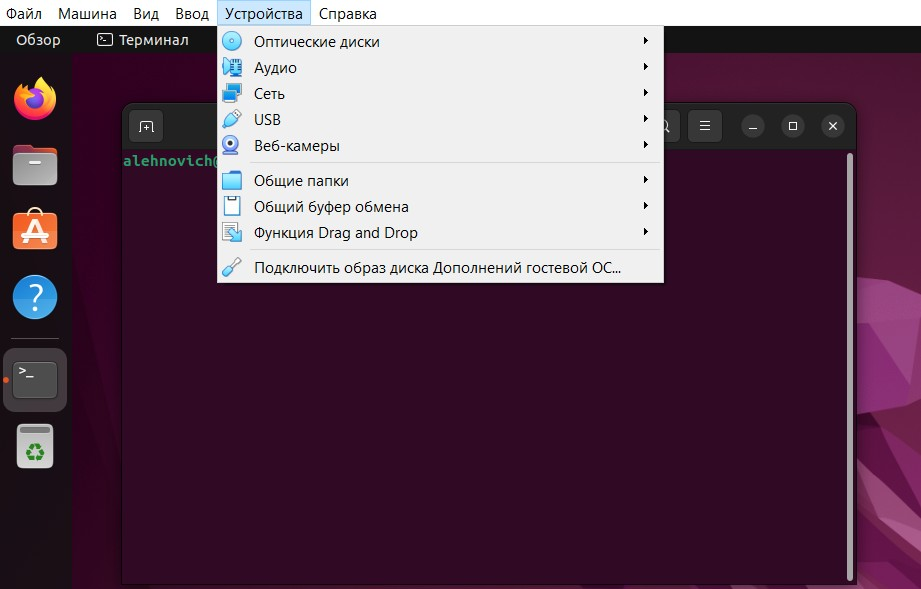 Файл Машина Вид Ввод Устройства Справка
Обзор Терминал
Оптические диски
Аудио
Сеть
USB
Веб-камеры
Общие папки
Общий буфер обмена
Функция Drag and Drop
Подключить образ диска Дополнений гостевой ОС...
alehnovich@